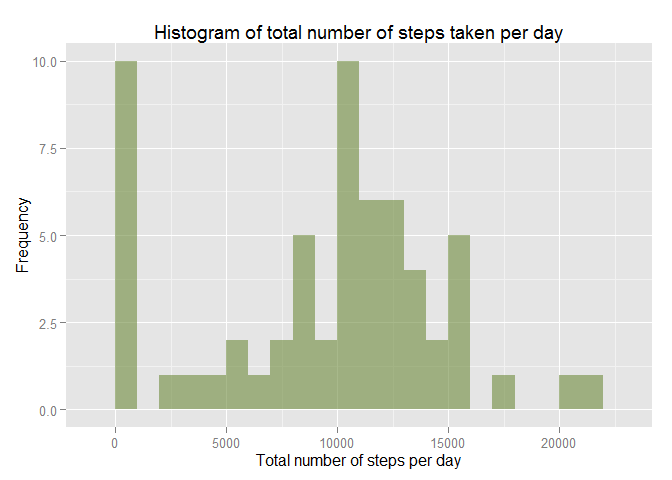 Histogram of total number of steps taken per day
10.0
7.5
5.0
2.5
0.0
Frequency
0 5000 10000 15000 20000
Total number of steps per day